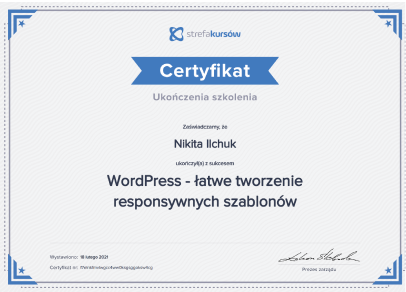 strefakursów
Certyfikat
Ukończenia szkolenia
Zaświadczamy, że
Nikita Ilchuk
ukończył(a) z sukcesem
WordPress - łatwe tworzenie
responsywnych szablonów
Wystawiono: 18 lutego 2021
Certyfikat nr:
Prezes zarządu